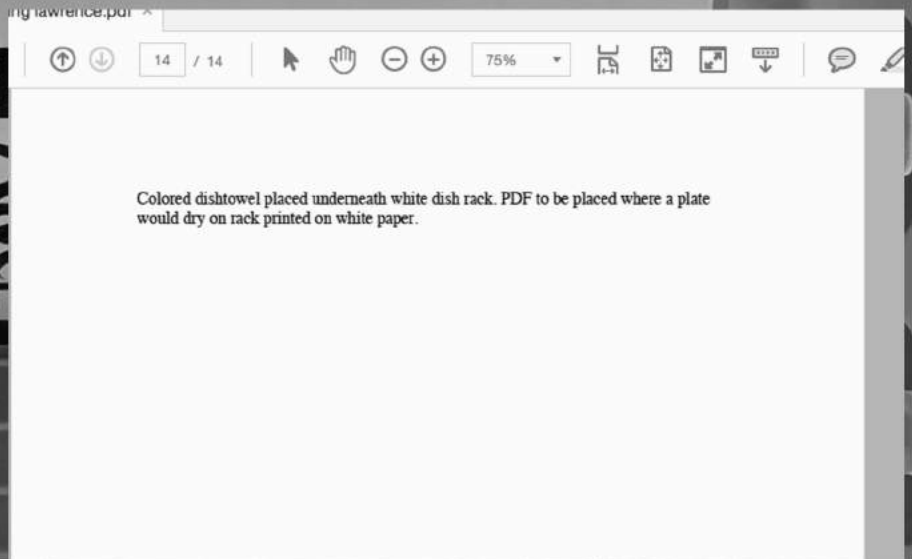 ing lawrence.pdf ×
14 / 14
75%
Colored dishtowel placed underneath white dish rack. PDF to be placed where a plate
would dry on rack printed on white paper.